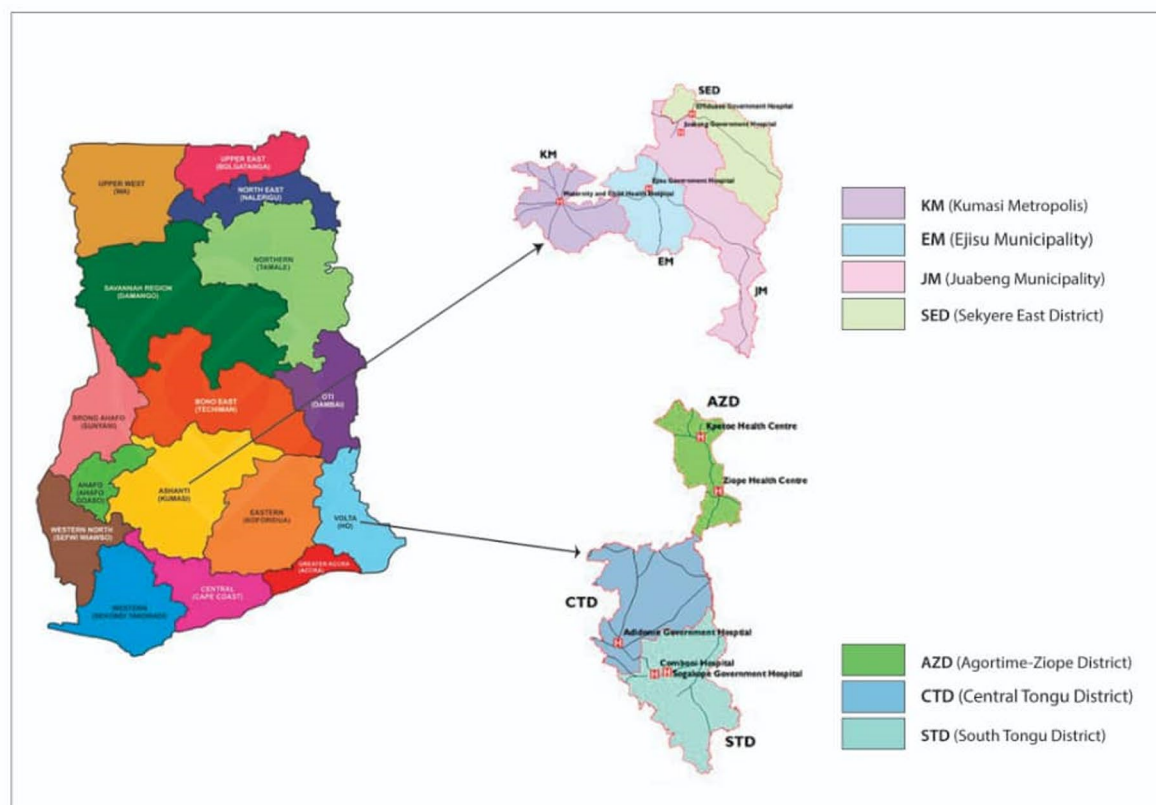 UPPER EAST
(BOLGATANGA)
UPPER WEST
(WA)
NORTH EAST
(NALERIGU)
NORTHERN
(TAMALE)
SAVANNAH REGION
(DAMANGO)
OTI
(DAMBAI)
BOHO EAST
(TECHIMAN)
BRONG AHAFO
(SUNYANI)
AHAFO
(AHAFO
GOASO)
ASHANTI
(KUMASI)
EASTERN
(KOFORIDUA)
VOLTA
(HO)
WESTERN NORTH
(SEFWI WIAWSO)
GREATER ACCRA
(ACCRA)
CENTRAL
(CAPE COAST)
WESTERN
SED
Effiduase Government Hospital
H
Juabeng Government Hospital
H
KM
Ejisu Government Hospital
H
Maternity and Child Health Hospital
H
EM
JM
KM (Kumasi Metropolis)
EM (Ejisu Municipality)
JM (Juabeng Municipality)
SED (Sekyere East District)
AZD
Kpetoe Health Centre
H
Ziope Health Centre
H
CTD
Adidome Government Hosptial
H
Comboni Hospital
H H
Sogakope Government Hospital
STD
AZD (Agortime-Ziope District)
CTD (Central Tongu District)
STD (South Tongu District)